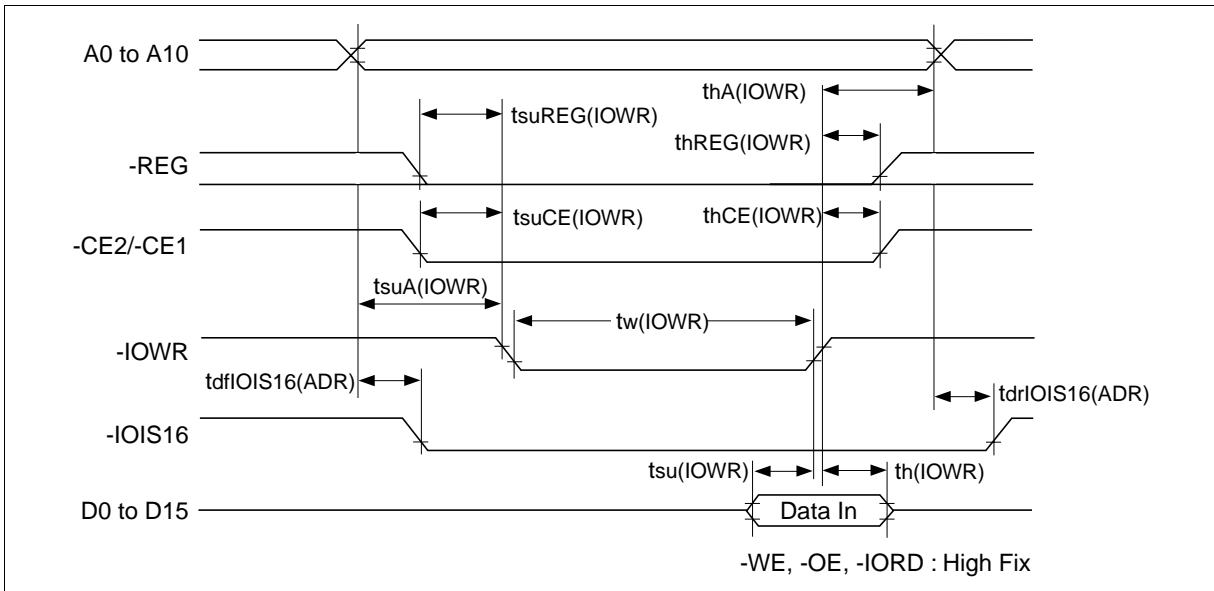 A0 to A10
thA(IOWR)
tsuREG(IOWR)
thREG(IOWR)
-REG
tsuCE(IOWR)
thCE(IOWR)
-CE2/-CE1
tsuA(IOWR)
tw(IOWR)
-IOWR
tdfIOIS16(ADR)
tdrIOIS16(ADR)
-IOIS16
tsu(IOWR)
th(IOWR)
D0 to D15
Data In
-WE, -OE, -IORD : High Fix